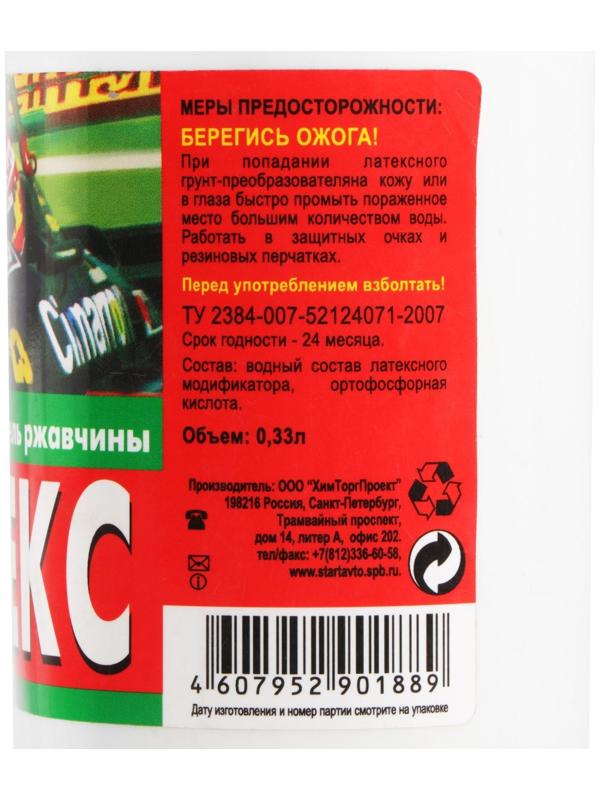 МЕРЫ ПРЕДОСТОРОЖНОСТИ:
БЕРЕГИСЬ ОЖОГА!
При попадании латексного
грунт-преобразователяна кожу или
в глаза быстро промыть пораженное
место большим количеством воды.
Работать в защитных очках и
резиновых перчатках.
Перед употреблением взболтать!
ТУ 2384-007-52124071-2007
Срок годности - 24 месяца.
Состав: водный состав латексного
модификатора, ортофосфорная
кислота.
Объем: 0,33л
ль ржавчины
ЕКС
Производитель: ООО "ХимТоргПроект"
198216 Россия, Санкт-Петербург,
Трамвайный проспект,
дом 14, литер А, офис 202.
тел/факс: +7(812)336-60-58,
www.startavto.spb.ru.
4 607952 901889
Дату изготовления и номер партии смотрите на упаковке